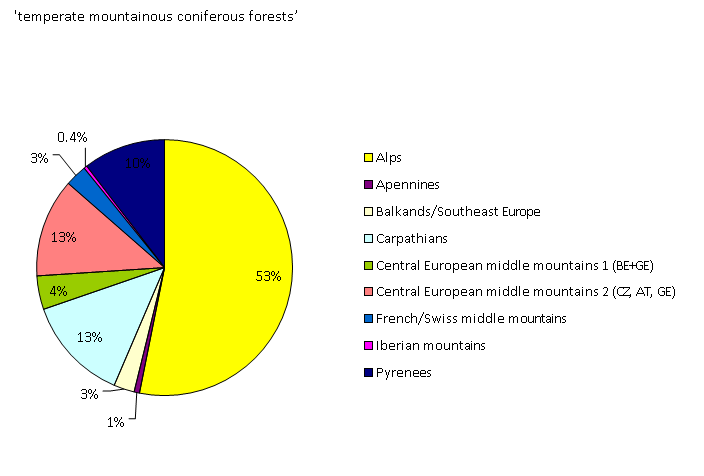 'temperate mountainous coniferous forests’
0.4%
3%
10%
13%
53%
4%
13%
3%
1%
Alps
Apennines
Balkands/Southeast Europe
Carpathians
Central European middle mountains 1 (BE+GE)
Central European middle mountains 2 (CZ, AT, GE)
French/Swiss middle mountains
Iberian mountains
Pyrenees